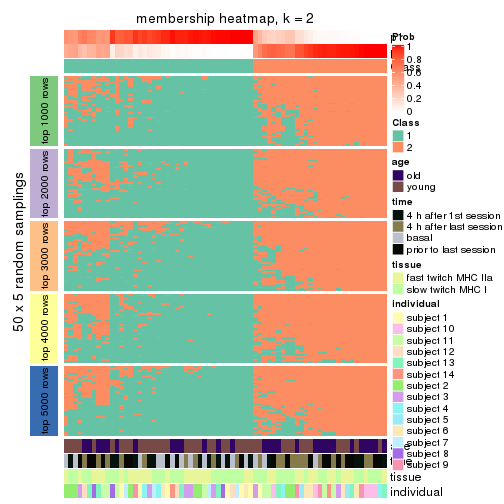 membership heatmap, k = 2
50 x 5 random samplings
top 1000 rows
top 2000 rows
top 3000 rows
top 4000 rows
top 5000 rows
Prob
1
0.8
0.6
0.4
0.2
0
Class
1
2
age
old
young
time
4 h after 1st session
4 h after last session
basal
prior to last session
tissue
fast twitch MHC IIa
slow twitch MHC I
individual
subject 1
subject 10
subject 11
subject 12
subject 13
subject 14
subject 2
subject 3
subject 4
subject 5
subject 6
subject 7
subject 8
subject 9
tissue
individual